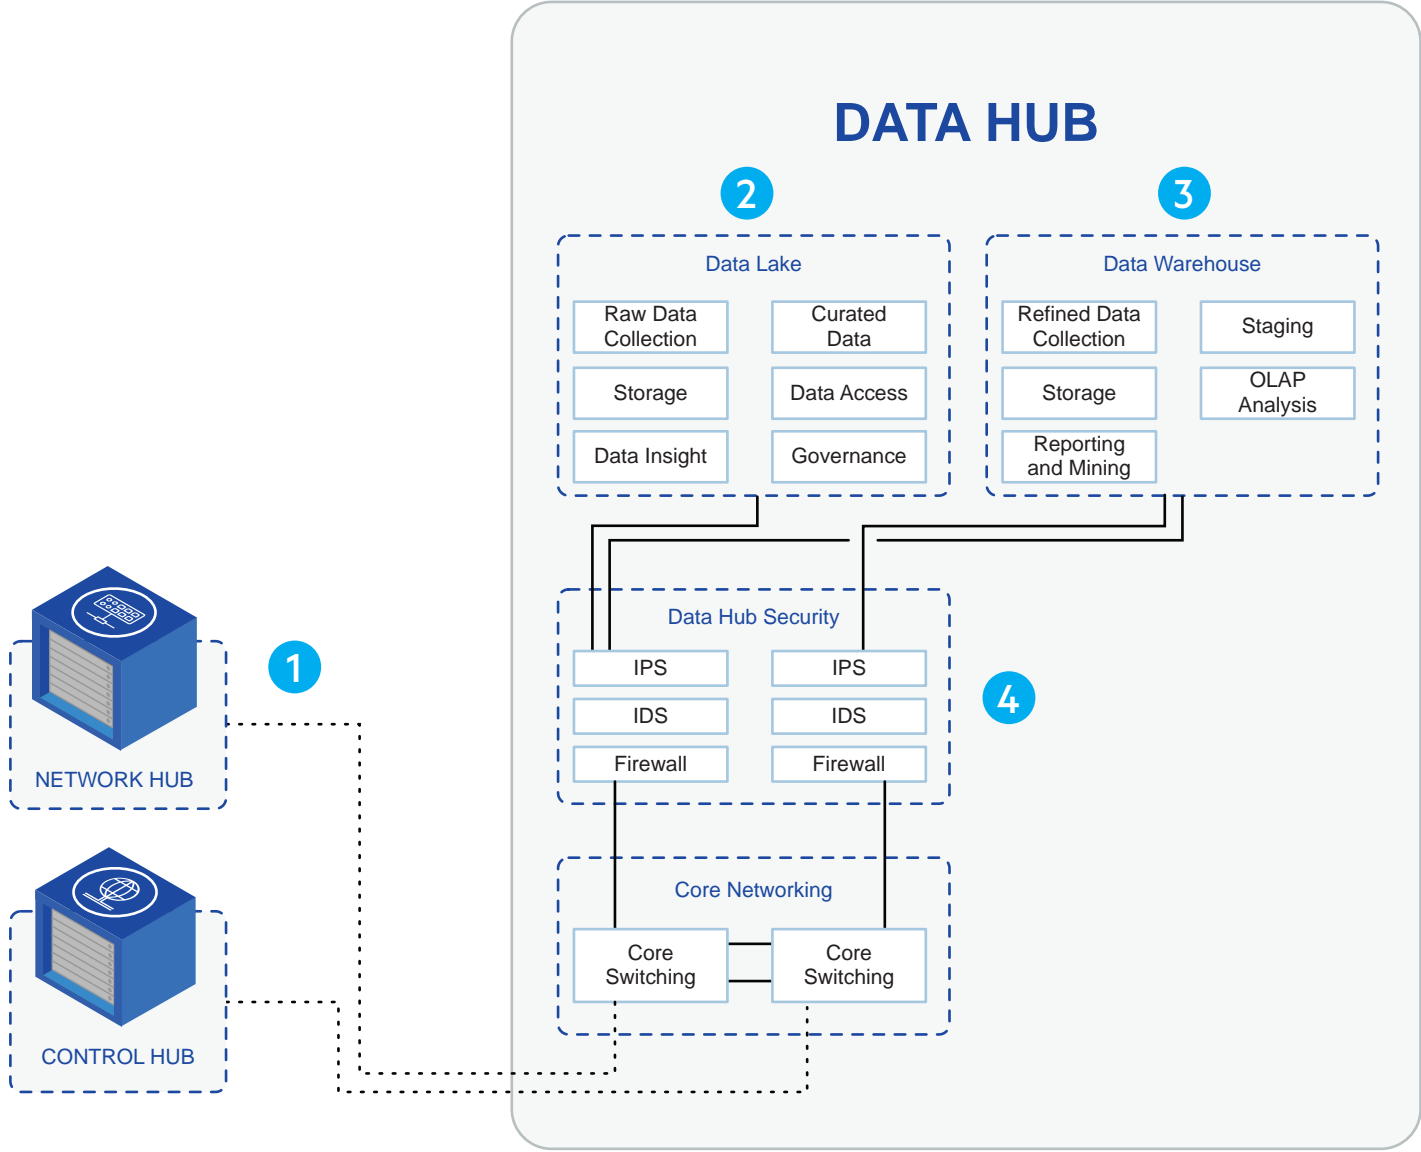 DATA HUB
2
3
Data Lake
Raw Data
Collection
Curated
Data
Storage
Data Access
Data Insight
Governance
Data Warehouse
Refined Data
Collection
Staging
Storage
OLAP
Analysis
Reporting
and Mining
1
NETWORK HUB
CONTROL HUB
Data Hub Security
IPS
IPS
IDS
IDS
Firewall
Firewall
4
Core Networking
Core
Switching
Core
Switching